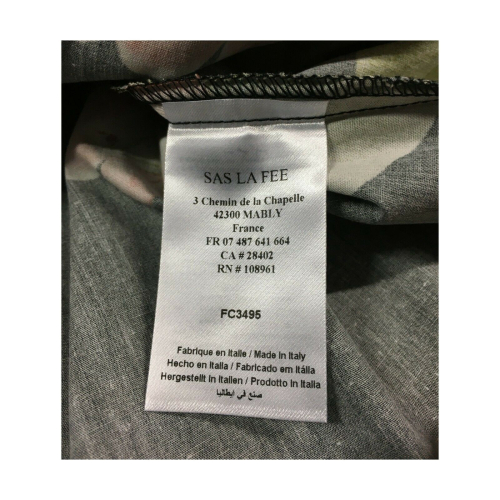 SAS LA FEE
3 Chemin de la Chapelle
42300 MABLY
France
FR 07 487 641 664
CA # 28402
RN # 108961
FC3495
Fabrique en Italie / Made in Italy
Hecho en Italia / Fabricado em Itália
Hergestellt in Italien / Prodotto in Italia
صنع في ايطاليا